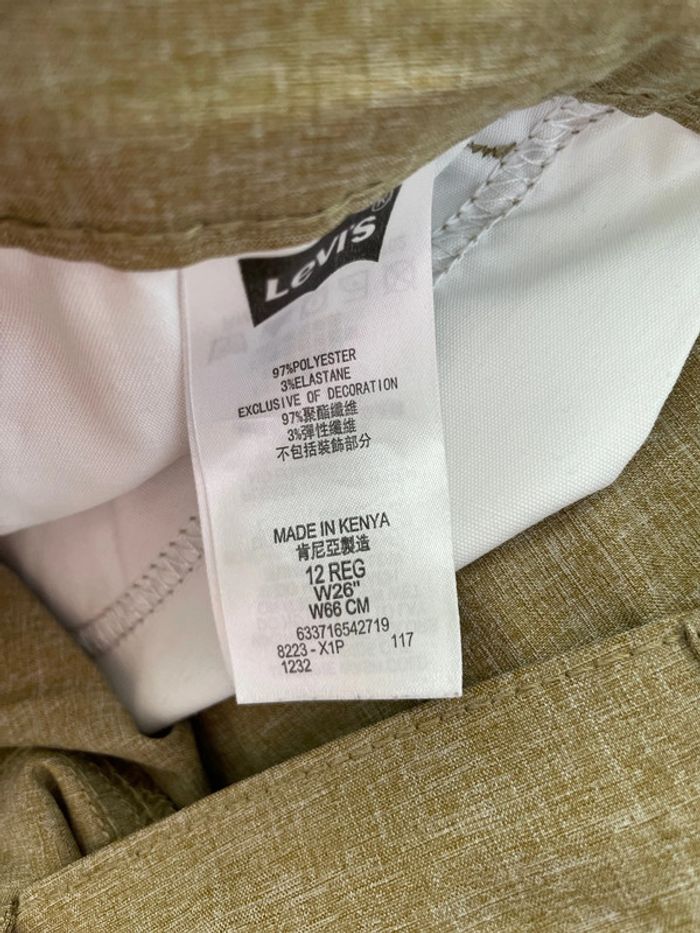 Levi's®
97%POLYESTER
3%ELASTANE
EXCLUSIVE OF DECORATION
97%聚酯纖維
3%彈性纖維
不包括裝飾部分
MADE IN KENYA
肯尼亞製造
12 REG
W26"
W66 CM
633716542719
8223 - X1P 117
1232